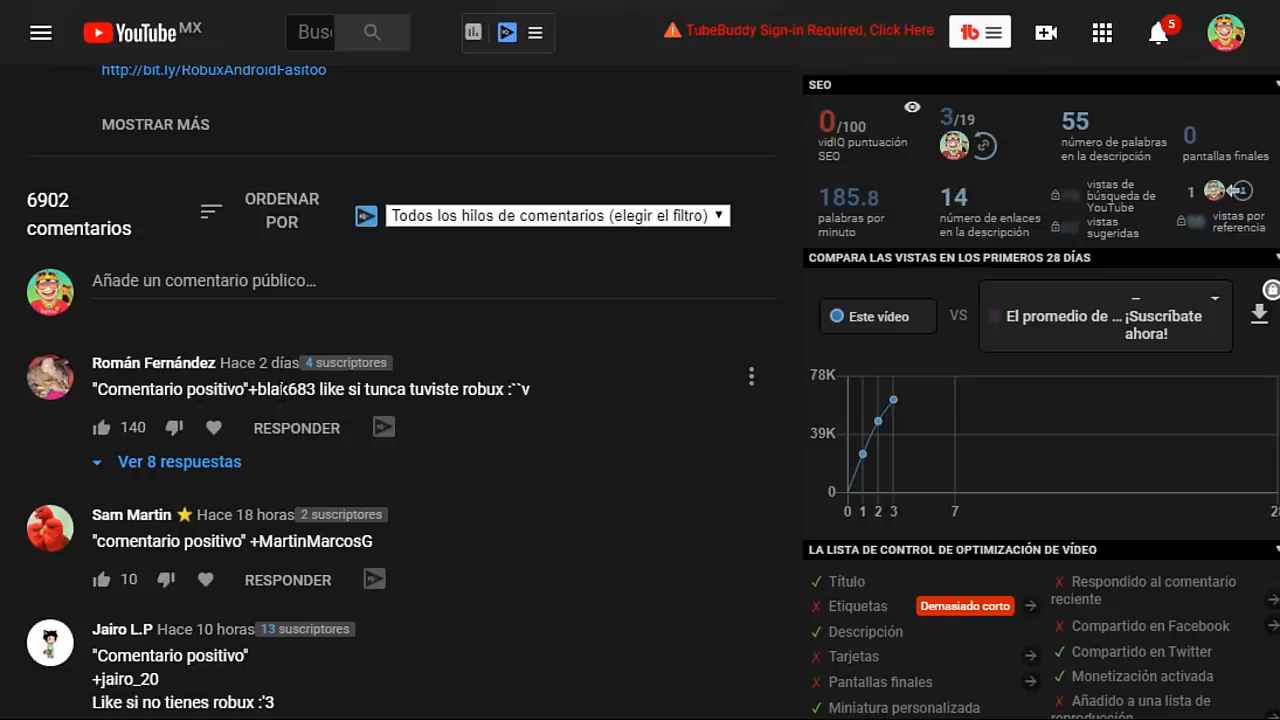 YouTube MX
Bus
TubeBuddy Sign-in Required, Click Here
tb
5
http://bit.ly/RobuxAndroidFasitoo
MOSTRAR MÁS
6902
comentarios
ORDENAR
POR
Todos los hilos de comentarios (elegir el filtro)
Añade un comentario público...
Román Fernández Hace 2 días 4 suscriptores
"Comentario positivo"+blak683 like si tunca tuviste robux :``v
140
RESPONDER
Ver 8 respuestas
Sam Martin Hace 18 horas 2 suscriptores
"comentario positivo" +MartinMarcosG
10
RESPONDER
Jairo L.P Hace 10 horas 13 suscriptores
"Comentario positivo"
+jairo_20
Like si no tienes robux :'3
SEO
0/100
vidIQ puntuación
SEO
3/19
55
número de palabras
en la descripción
0
pantallas finales
185.8
palabras por
minuto
14
número de enlaces
en la descripción
vistas de
búsqueda de
YouTube
vistas
sugeridas
1
vistas por
referencia
COMPARA LAS VISTAS EN LOS PRIMEROS 28 DÍAS
Este vídeo
VS
El promedio de ...
–
¡Suscríbate
ahora!
78K
39K
0
0 1 2 3 7 2
LA LISTA DE CONTROL DE OPTIMIZACIÓN DE VÍDEO
Título
Etiquetas
Demasiado corto
Descripción
Tarjetas
Pantallas finales
Miniatura personalizada
Respondido al comentario
reciente
Compartido en Facebook
Compartido en Twitter
Monetización activada
Añadido a una lista de
reproducción